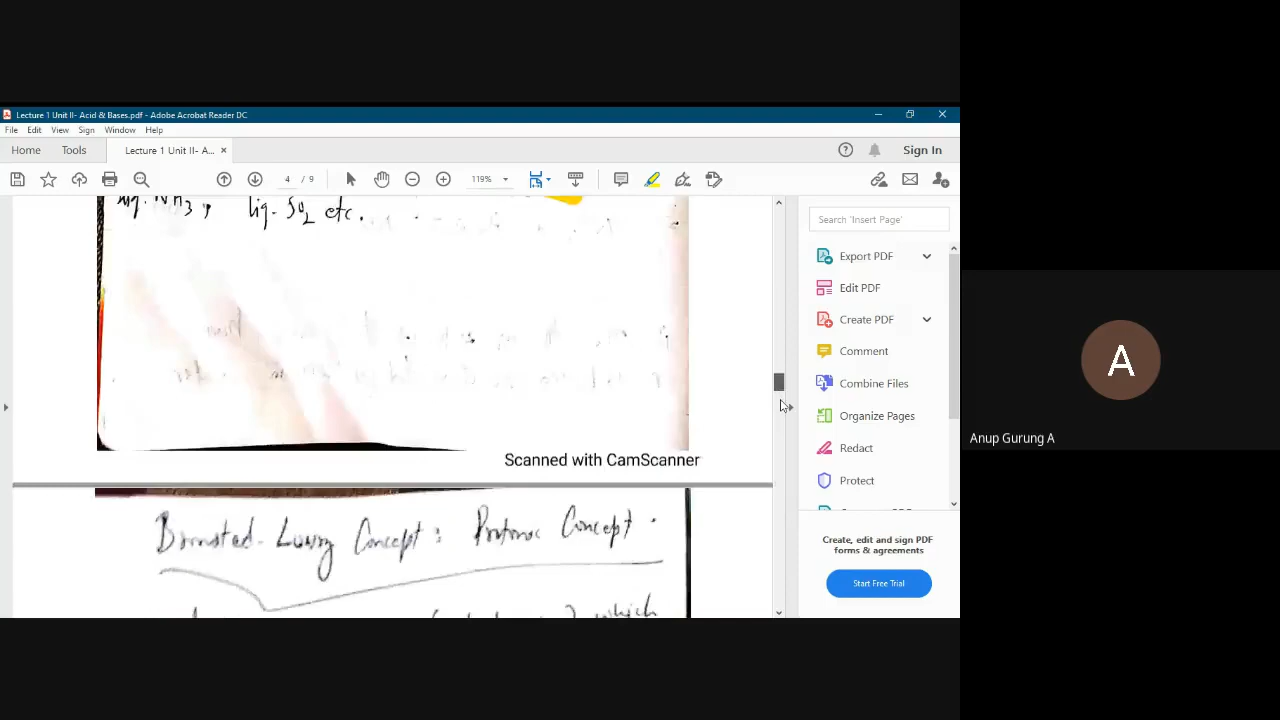 Lecture 1 Unit II- Acid & Bases.pdf - Adobe Acrobat Reader DC
File Edit View Sign Window Help
Home Tools Lecture 1 Unit II- A... × Sign In
4 / 9 119%
liq. NH3, liq. SO2 etc.
Scanned with CamScanner
Bronsted-Lowry Concept: Protonic Concept.
which
Search 'Insert Page'
Export PDF
Edit PDF
Create PDF
Comment
Combine Files
Organize Pages
Redact
Protect
Create, edit and sign PDF
forms & agreements
Start Free Trial
A
Anup Gurung A